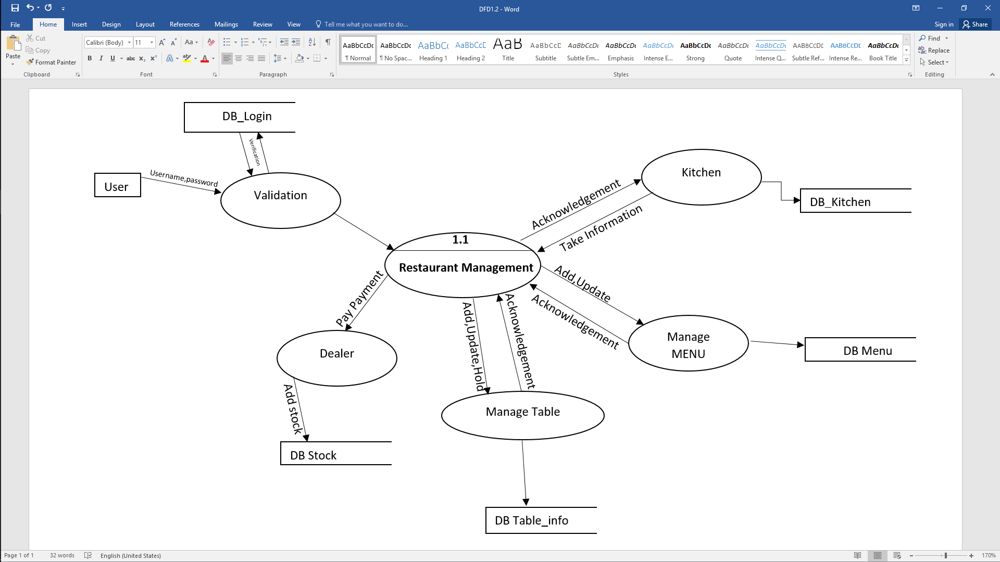 DFD1.2 - Word
File Home Insert Design Layout References Mailings Review View Tell me what you want to do... Sign in Share
Paste Cut Copy Format Painter
Calibri (Body) 11
AaBbCcDc AaBbCcDc AaBbCc AaBbCcD AaB AaBbCcD AaBbCcDc AaBbCcDc AaBbCcDc AaBbCcDc AaBbCcDc AaBbCcDc AABBCCDE AABBCCDE AaBbCcDc
¶ Normal ¶ No Spac... Heading 1 Heading 2 Title Subtitle Subtle Em... Emphasis Intense E... Strong Quote Intense Q... Subtle Ref... Intense Re... Book Title
Find Replace Select
Clipboard Font Paragraph Styles Editing
DB_Login
Verification
User
Username,password
Validation
Kitchen
DB_Kitchen
Acknowledgement
Take Information
1.1
Restaurant Management
Add,Update
Acknowledgement
Manage
MENU
DB Menu
Pay Payment
Dealer
Add stock
DB Stock
Add,Update,Hold
Acknowledgement
Manage Table
DB Table_info
Page 1 of 1 32 words English (United States) 170%